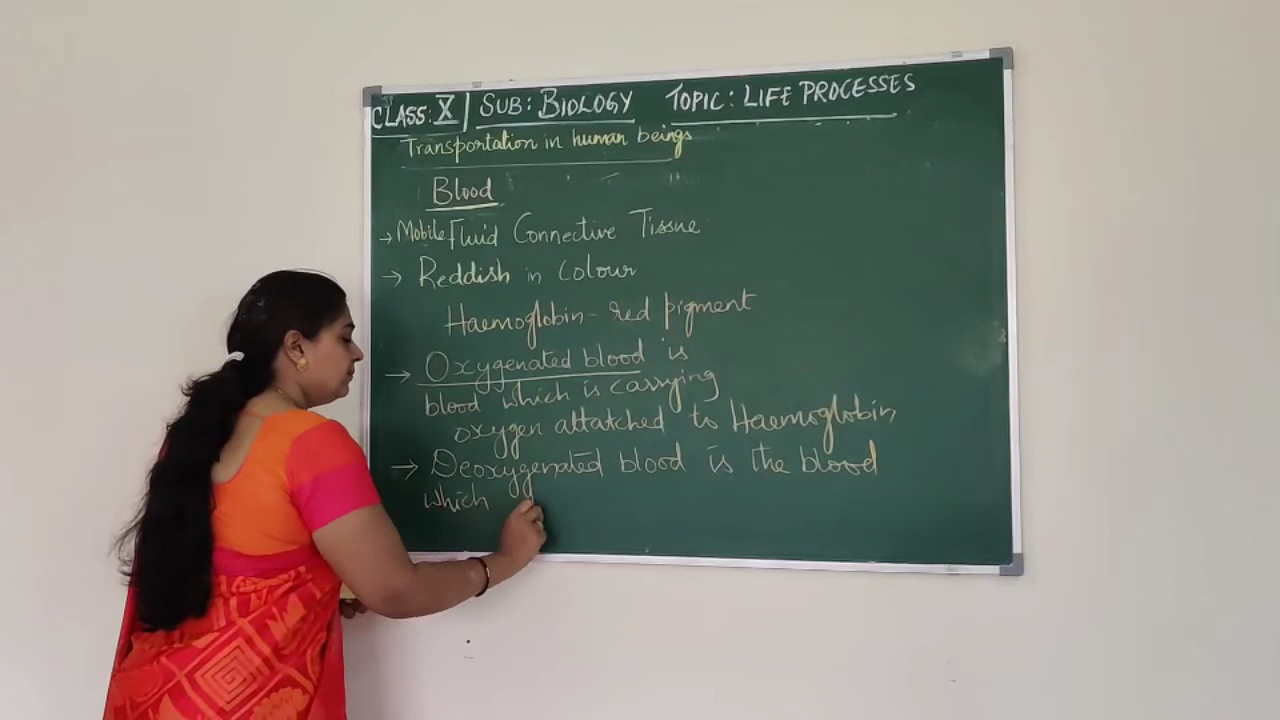 CLASS: X | SUB: BIOLOGY TOPIC: LIFE PROCESSES
Transportation in human beings
Blood
→ Mobile Fluid Connective Tissue
→ Reddish in Colour
Haemoglobin - red pigment
→ Oxygenated blood is
blood which is carrying
oxygen attatched to Haemoglobin,
→ Deoxygenated blood is the blood
which